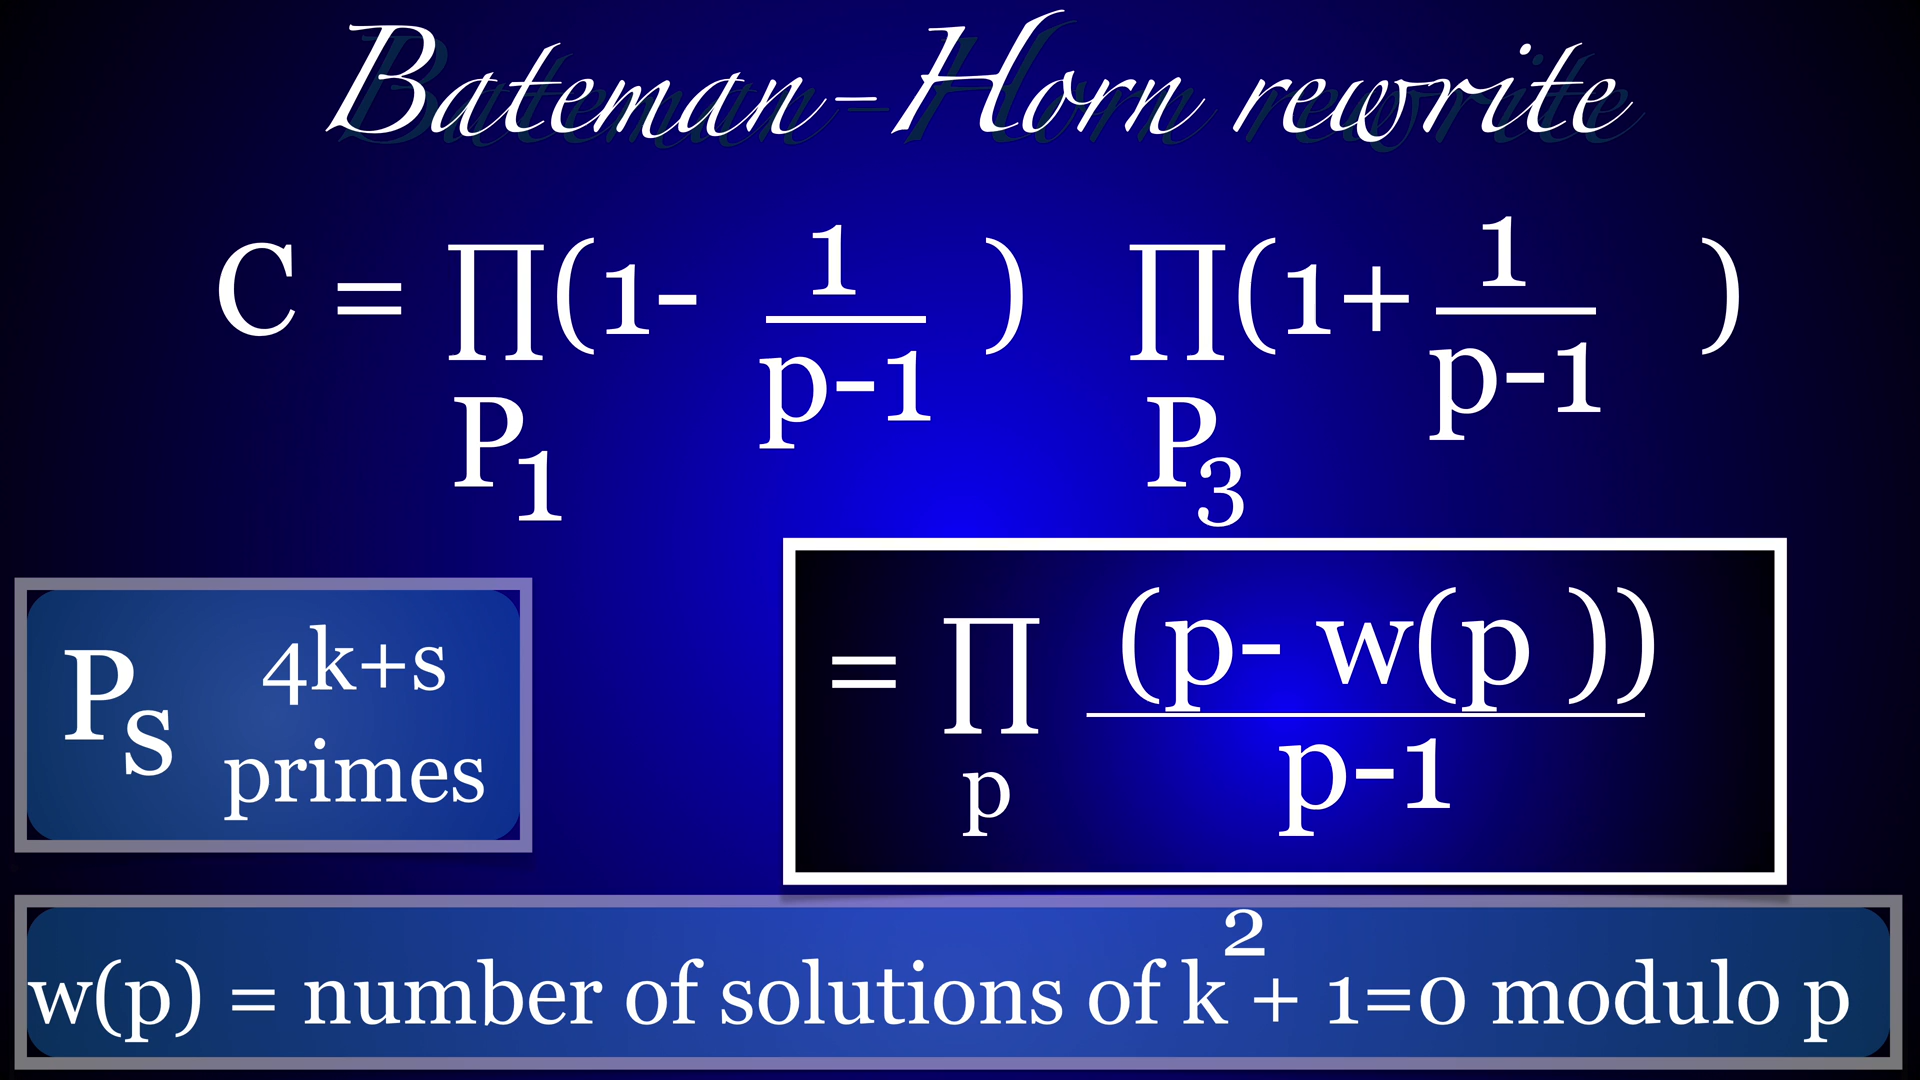 Bateman-Horn rewrite
C = ∏(1- 1/p-1 ) ∏(1+ 1/p-1 )
P₁ P₃
= ∏ (p- w(p ))/p-1
p
Pₛ 4k+s
primes
w(p) = number of solutions of k²+ 1=0 modulo p